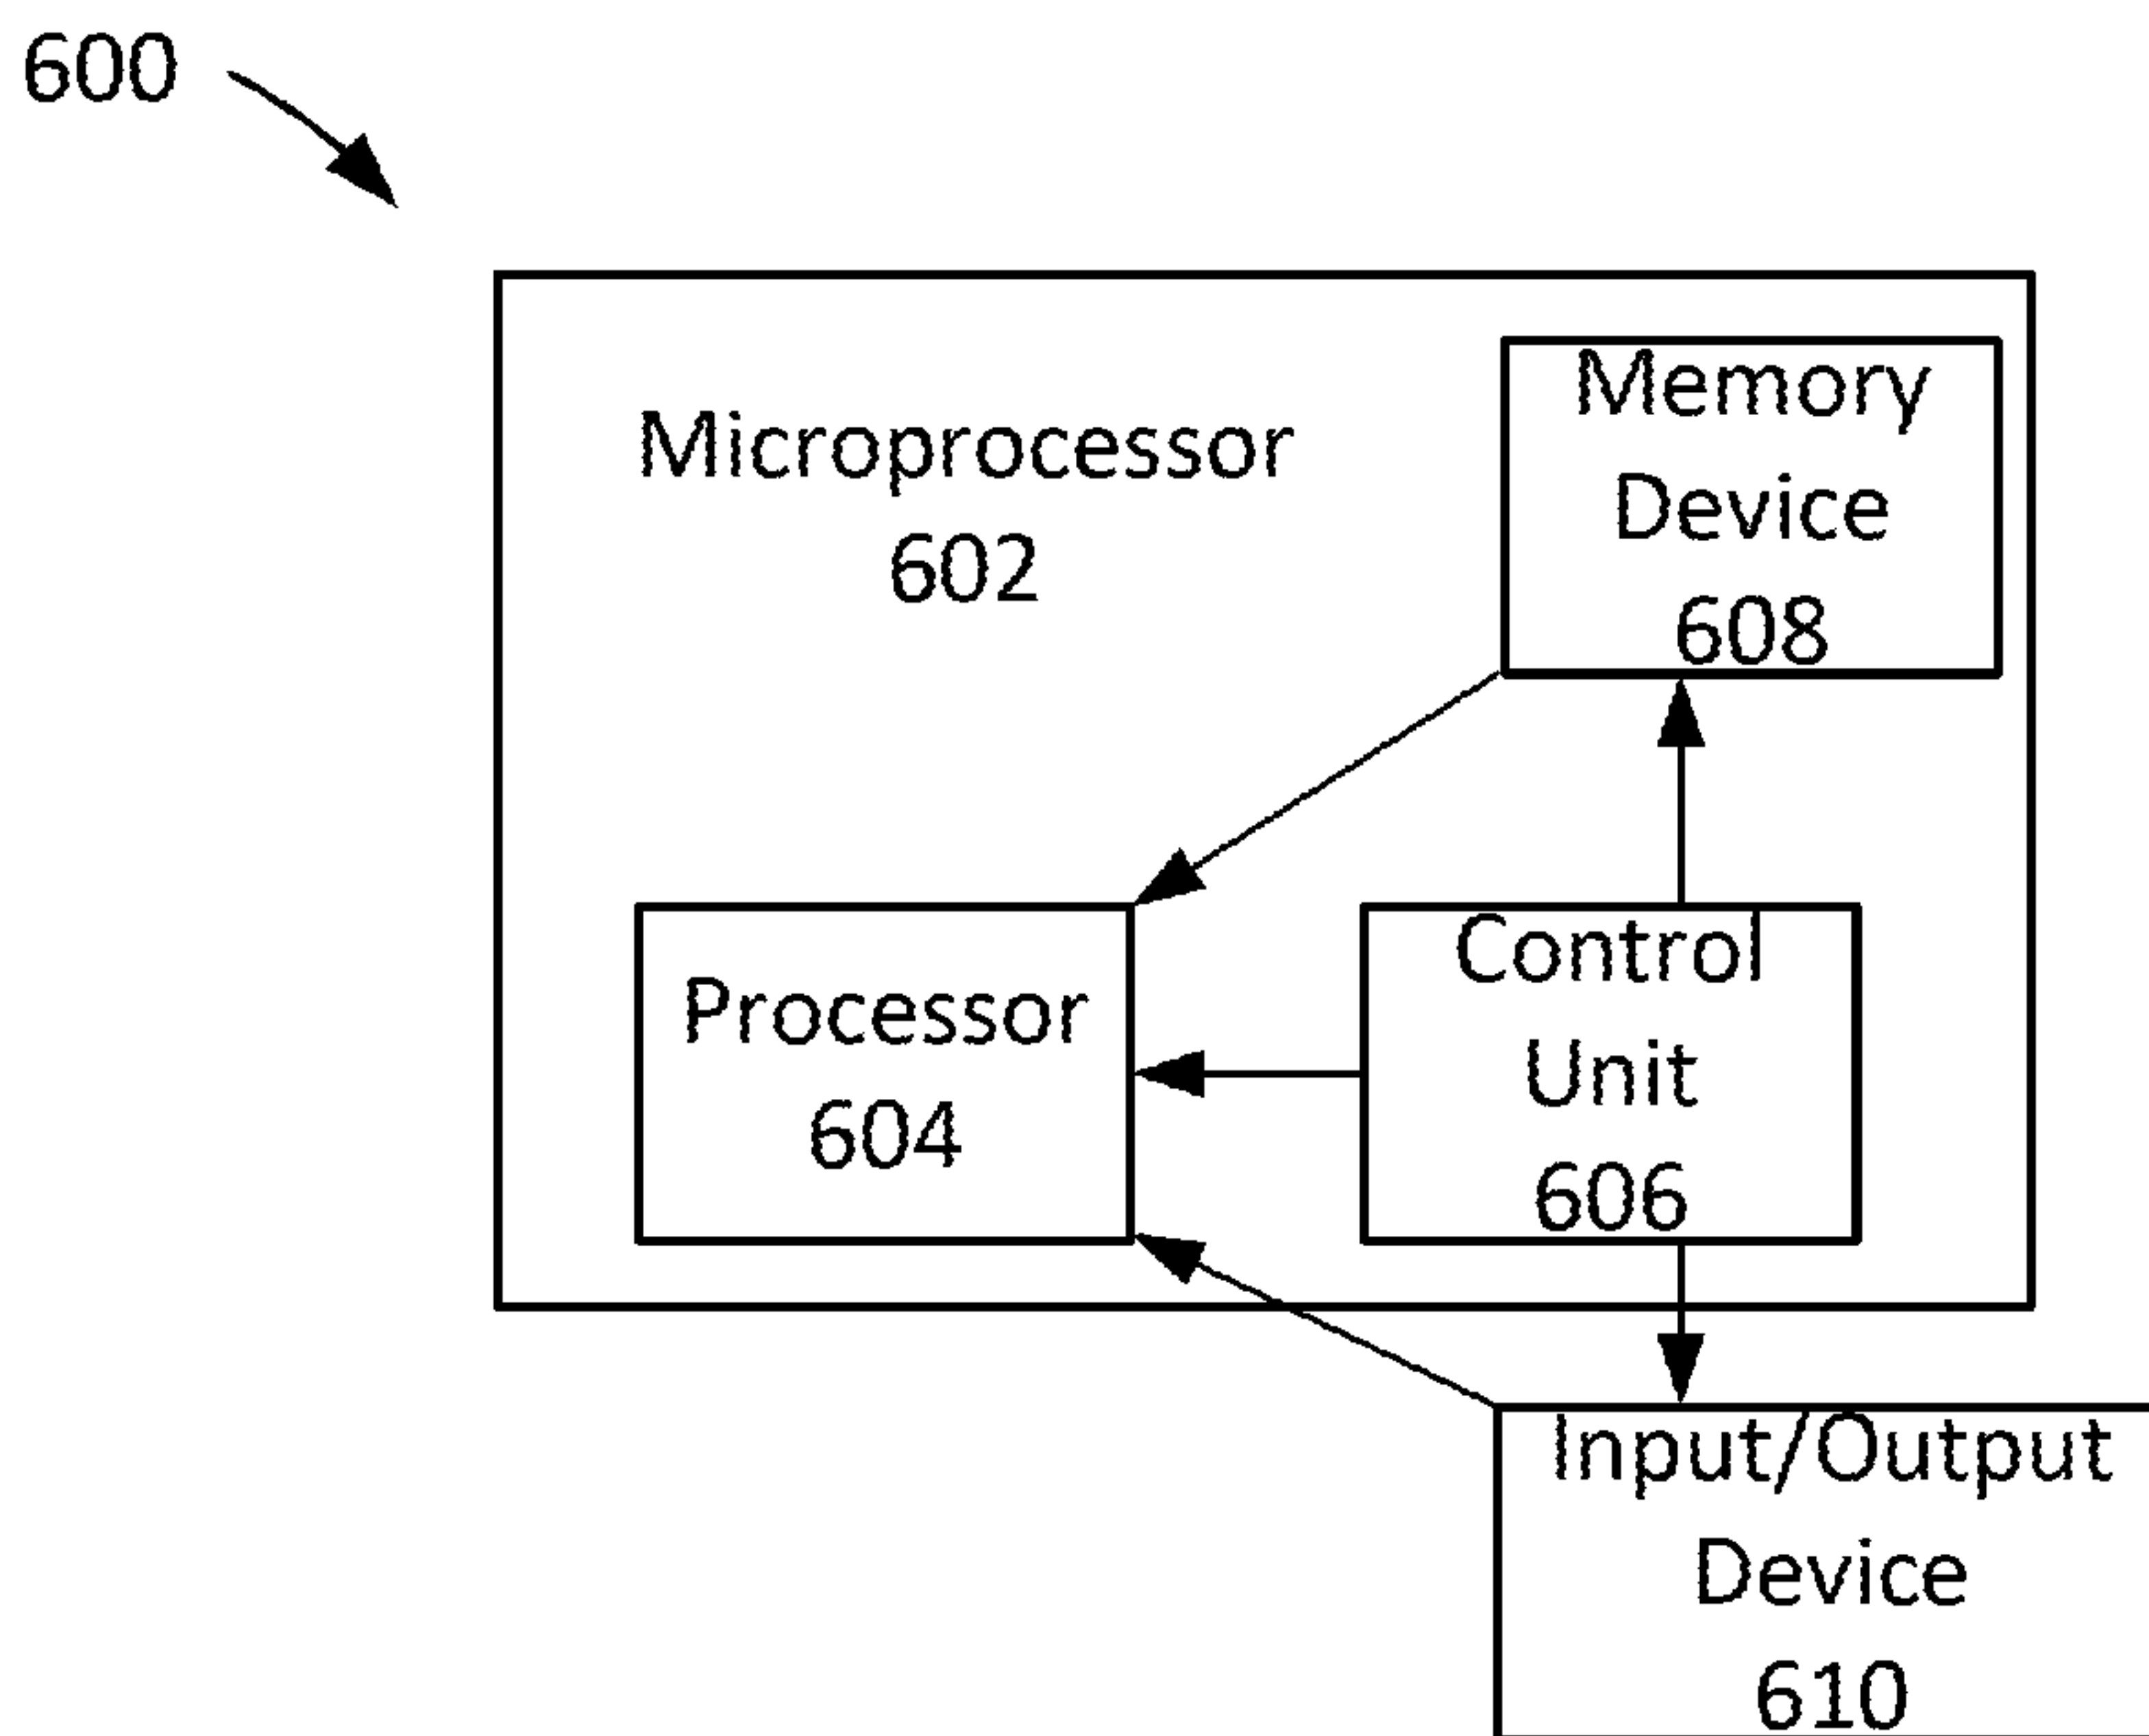 600
Microprocessor
602
Memory
Device
608
Processor
604
Control
Unit
606
Input/Output
Device
610